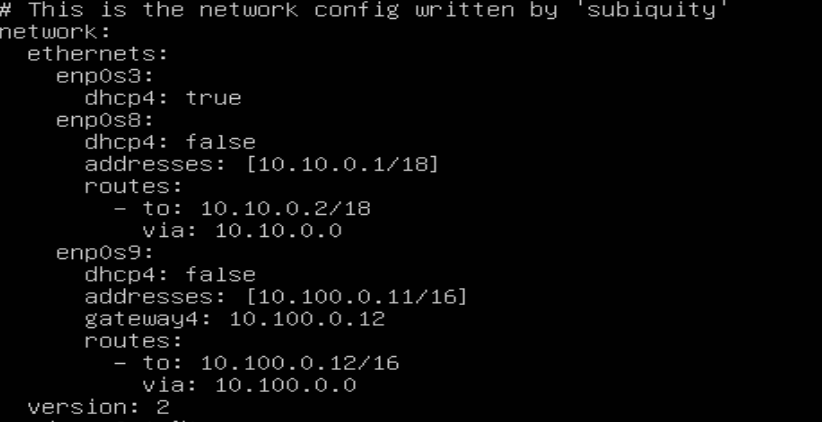 # This is the network config written by 'subiquity'
network:
  ethernets:
    enp0s3:
      dhcp4: true
    enp0s8:
      dhcp4: false
      addresses: [10.10.0.1/18]
      routes:
        - to: 10.10.0.2/18
          via: 10.10.0.0
    enp0s9:
      dhcp4: false
      addresses: [10.100.0.11/16]
      gateway4: 10.100.0.12
      routes:
        - to: 10.100.0.12/16
          via: 10.100.0.0
  version: 2